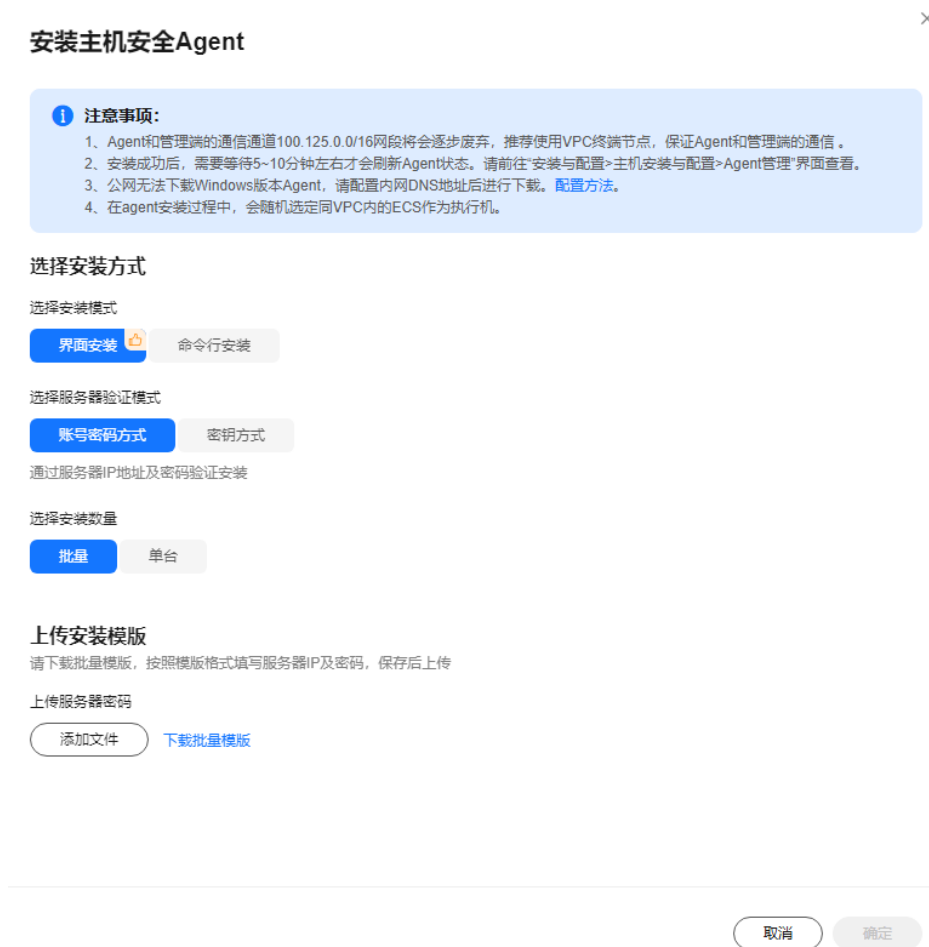 安装主机安全Agent
注意事项：
1、Agent和管理端的通信通道100.125.0.0/16网段将会逐步废弃，推荐使用VPC终端节点，保证Agent和管理端的通信 。
2、安装成功后，需要等待5~10分钟左右才会刷新Agent状态。请前往“安装与配置>主机安装与配置>Agent管理”界面查看。
3、公网无法下载Windows版本Agent，请配置内网DNS地址后进行下载。配置方法。
4、在agent安装过程中，会随机选定同VPC内的ECS作为执行机。
选择安装方式
选择安装模式
界面安装 命令行安装
选择服务器验证模式
账号密码方式 密钥方式
通过服务器IP地址及密码验证安装
选择安装数量
批量 单台
上传安装模版
请下载批量模版，按照模版格式填写服务器IP及密码，保存后上传
上传服务器密码
添加文件 下载批量模版
取消 确定